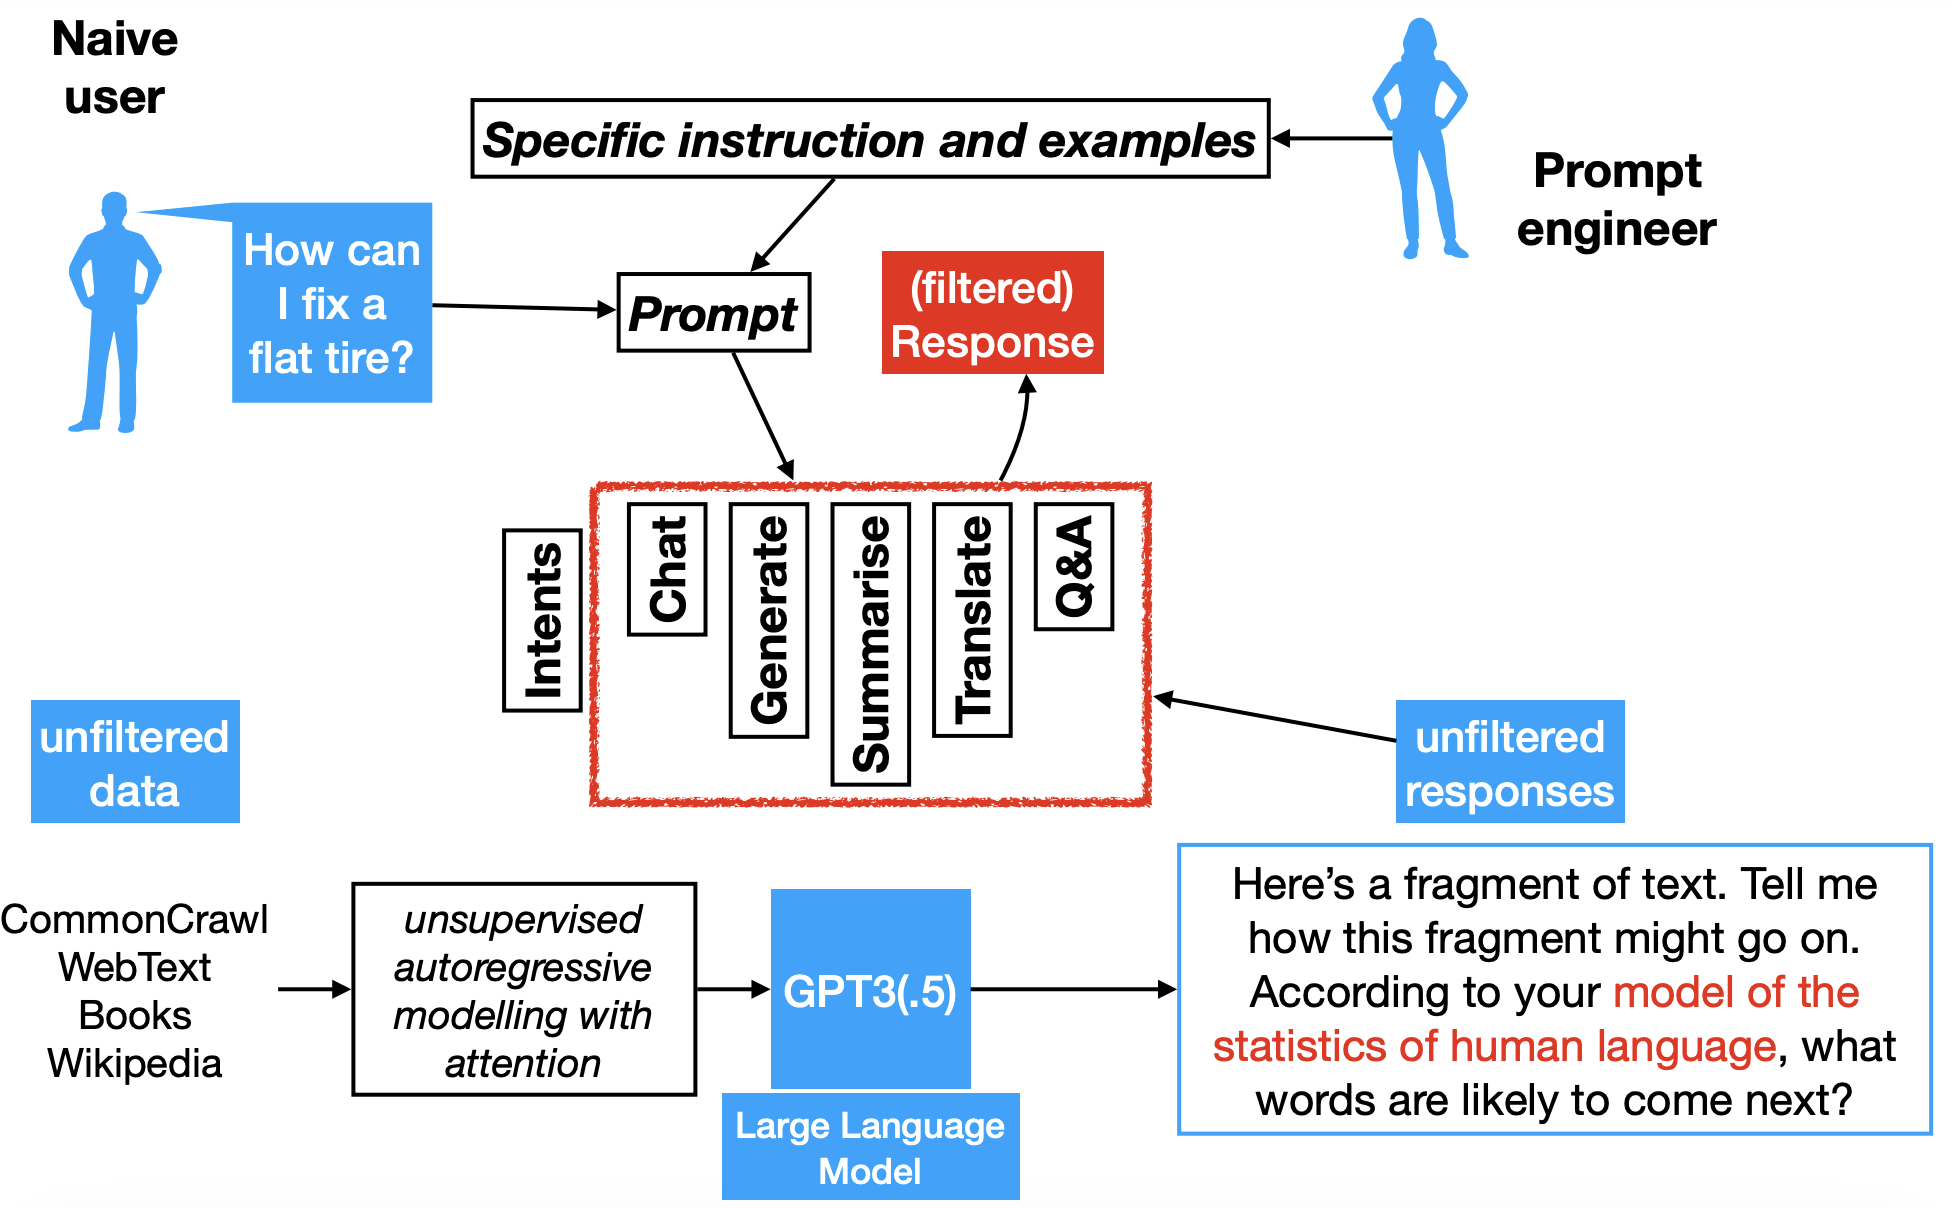 Naive
user
Specific instruction and examples
Prompt
engineer
How can
I fix a
flat tire?
Prompt
(filtered)
Response
Intents
Chat
Generate
Summarise
Translate
Q&A
unfiltered
data
unfiltered
responses
CommonCrawl
WebText
Books
Wikipedia
unsupervised
autoregressive
modelling with
attention
GPT3(.5)
Large Language
Model
Here’s a fragment of text. Tell me
how this fragment might go on.
According to your model of the
statistics of human language, what
words are likely to come next?